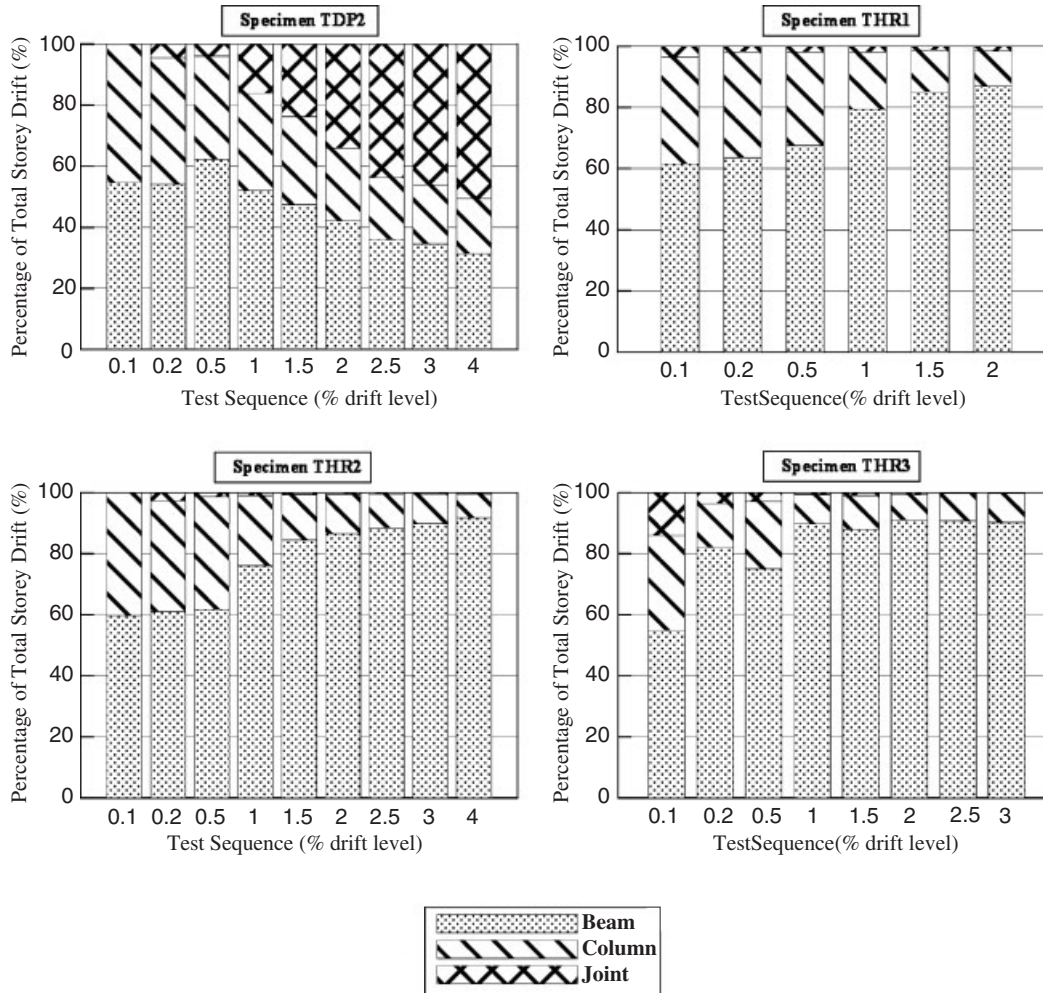 Specimen TDP2
Percentage of Total Storey Drift (%)
100
80
60
40
20
0
0.1 0.2 0.5 1 1.5 2 2.5 3 4
Test Sequence (% drift level)
Specimen THR1
Percentage of Total Storey Drift (%)
100
80
60
40
20
0
0.1 0.2 0.5 1 1.5 2
TestSequence(% drift level)
Specimen THR2
Percentage of Total Storey Drift (%)
100
80
60
40
20
0
0.1 0.2 0.5 1 1.5 2 2.5 3 4
Test Sequence (% drift level)
Specimen THR3
Percentage of Total Storey Drift (%)
100
80
60
40
20
0
0.1 0.2 0.5 1 1.5 2 2.5 3
TestSequence(% drift level)
Beam
Column
Joint